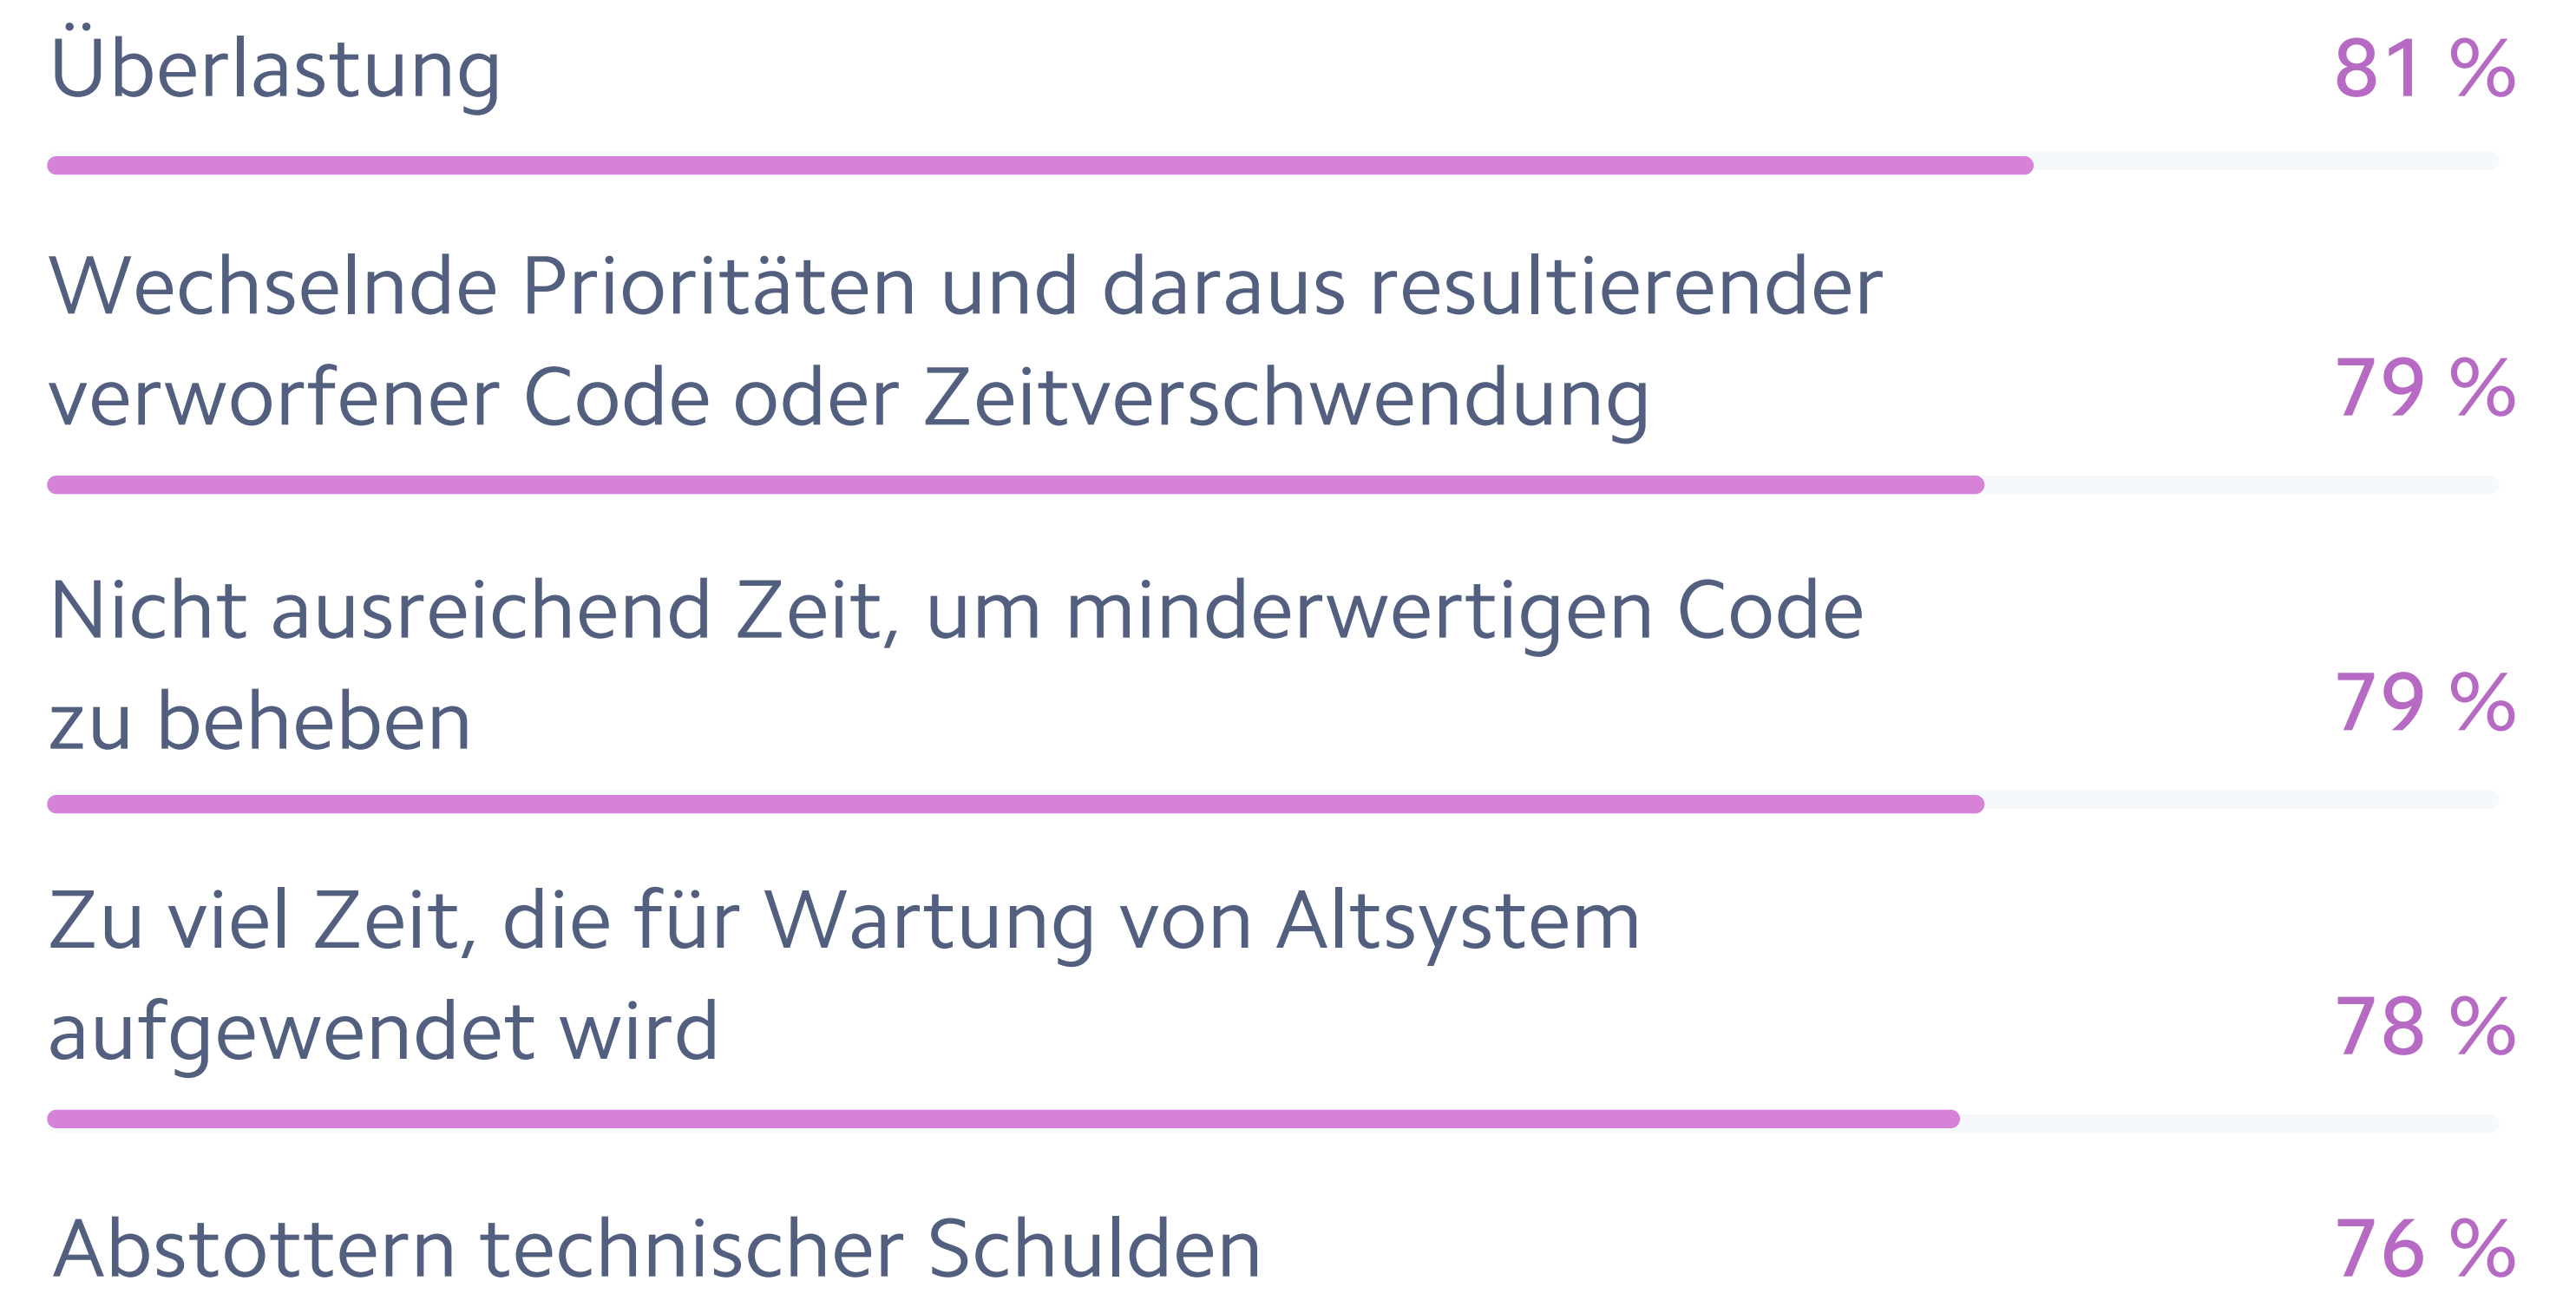 Überlastung 81 %
Wechselnde Prioritäten und daraus resultierender
verworfener Code oder Zeitverschwendung 79 %
Nicht ausreichend Zeit, um minderwertigen Code
zu beheben 79 %
Zu viel Zeit, die für Wartung von Altsystem
aufgewendet wird 78 %
Abstottern technischer Schulden 76 %